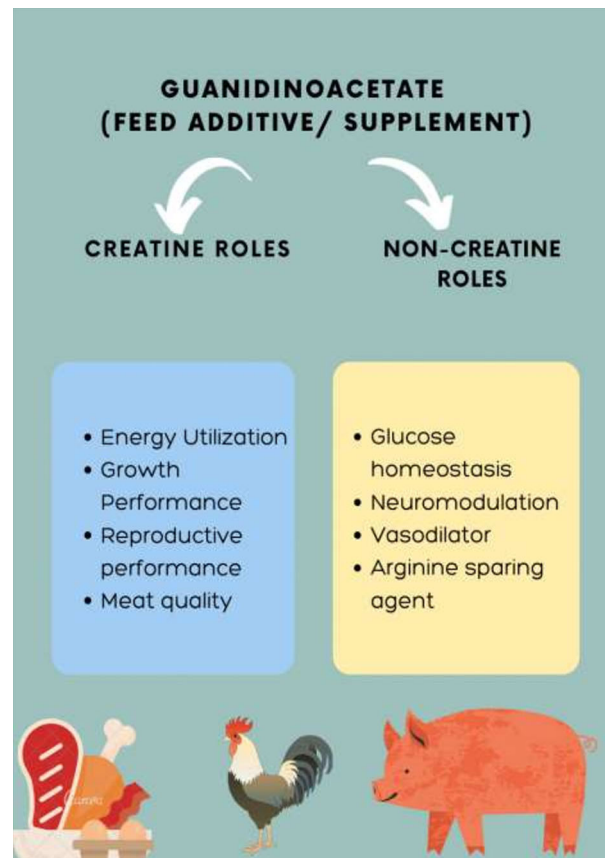 GUANIDINOACETATE
(FEED ADDITIVE/ SUPPLEMENT)
CREATINE ROLES
NON-CREATINE
ROLES
• Energy Utilization
• Growth
Performance
• Reproductive
performance
• Meat quality
• Glucose
homeostasis
• Neuromodulation
• Vasodilator
• Arginine sparing
agent
Canva